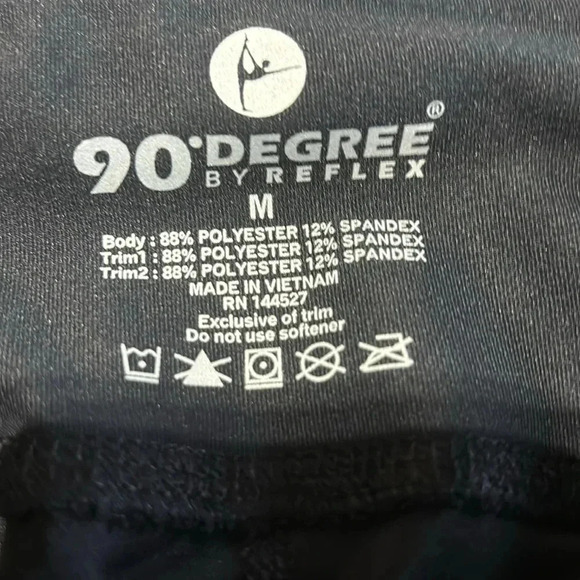 90°DEGREE®
BY REFLEX
M
Body : 88% POLYESTER 12% SPANDEX
Trim1 : 88% POLYESTER 12% SPANDEX
Trim2 : 88% POLYESTER 12% SPANDEX
MADE IN VIETNAM
RN 144527
Exclusive of trim
Do not use softener